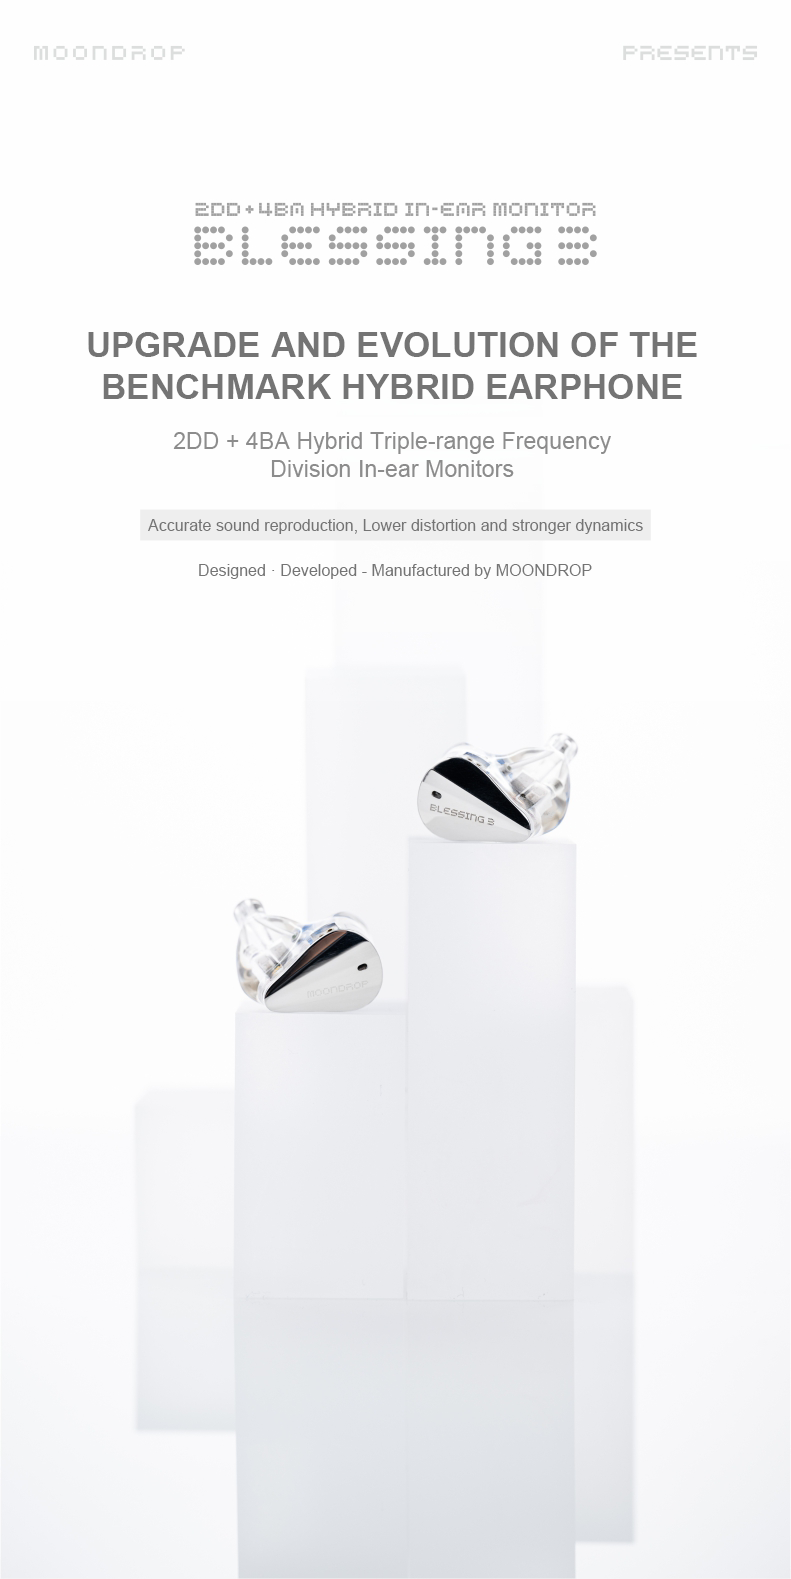 MOONDROP PRESENTS
2DD+4BA HYBRID IN-EAR MONITOR
BLESSING 3
UPGRADE AND EVOLUTION OF THE
BENCHMARK HYBRID EARPHONE
2DD + 4BA Hybrid Triple-range Frequency
Division In-ear Monitors
Accurate sound reproduction, Lower distortion and stronger dynamics
Designed · Developed - Manufactured by MOONDROP
BLESSING 3
MOONDROP